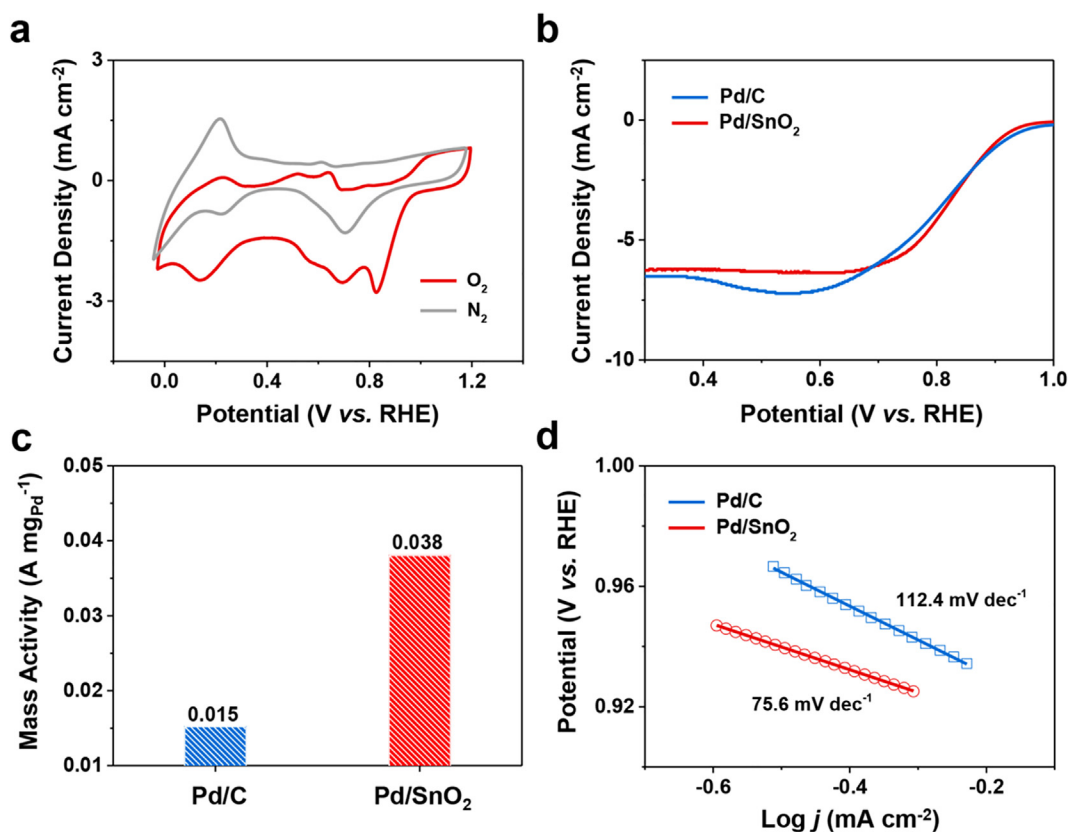 a
3
0
-3
Current Density (mA cm⁻²)
O₂
N₂
0.0 0.4 0.8 1.2
Potential (V vs. RHE)
b
0
-5
-10
Current Density (mA cm⁻²)
Pd/C
Pd/SnO₂
0.4 0.6 0.8 1.0
Potential (V vs. RHE)
c
0.05
0.04
0.03
0.02
0.01
Mass Activity (A mg_Pd⁻¹)
0.015
0.038
Pd/C Pd/SnO₂
d
1.00
0.96
0.92
Potential (V vs. RHE)
Pd/C
Pd/SnO₂
112.4 mV dec⁻¹
75.6 mV dec⁻¹
-0.6 -0.4 -0.2
Log j (mA cm⁻²)